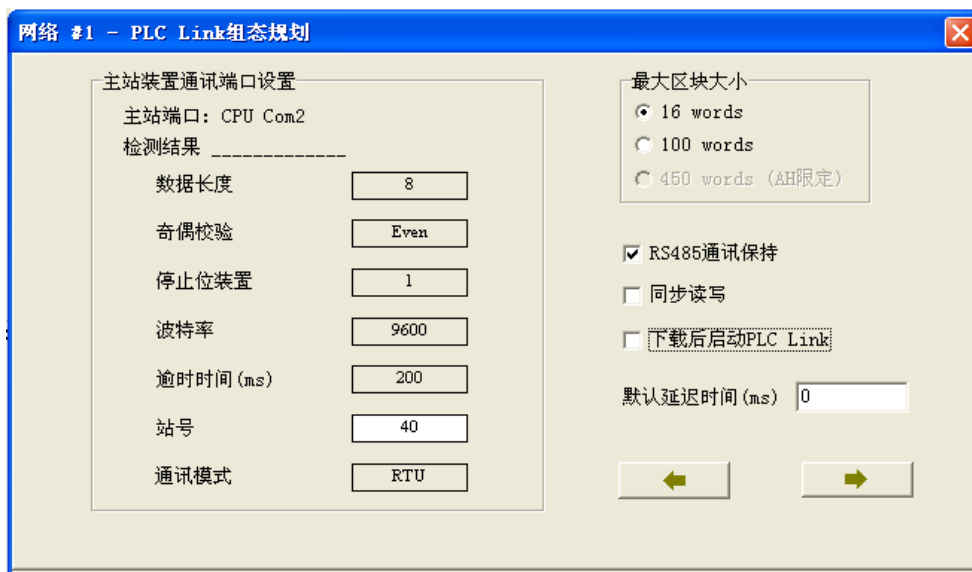 网络 #1 - PLC Link组态规划
主站装置通讯端口设置
主站端口: CPU Com2
检测结果 _____________
数据长度 8
奇偶校验 Even
停止位装置 1
波特率 9600
逾时时间(ms) 200
站号 40
通讯模式 RTU
最大区块大小
16 words
100 words
450 words (AH限定)
RS485通讯保持
同步读写
下载后启动PLC Link
默认延迟时间(ms) 0